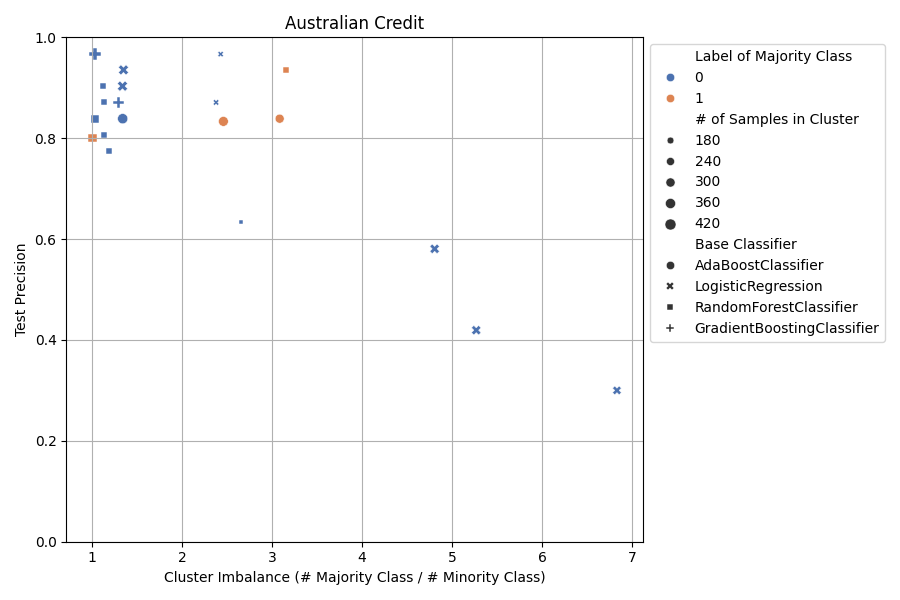 Australian Credit
1.0
0.8
0.6
0.4
0.2
0.0
Test Precision
1 2 3 4 5 6 7
Cluster Imbalance (# Majority Class / # Minority Class)
Label of Majority Class
0
1
# of Samples in Cluster
180
240
300
360
420
Base Classifier
AdaBoostClassifier
LogisticRegression
RandomForestClassifier
GradientBoostingClassifier